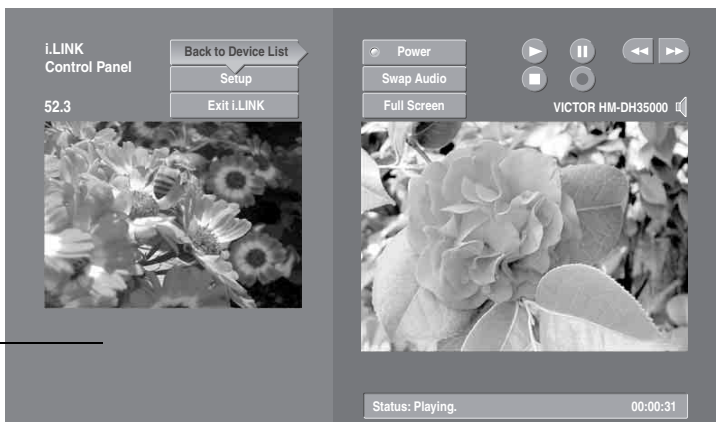 i.LINK
Control Panel
52.3
Back to Device List
Setup
Exit i.LINK
Power
Swap Audio
Full Screen
VICTOR HM-DH35000
Status: Playing. 00:00:31